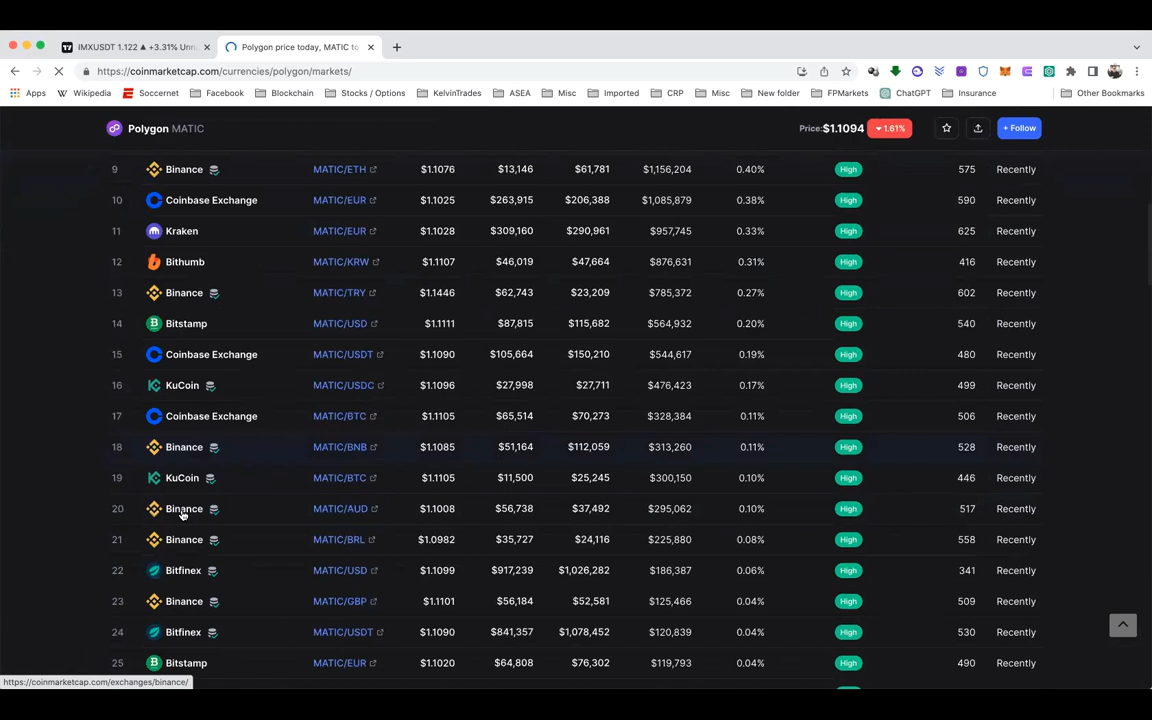 IMXUSDT 1.122 ▲ +3.31% Unn
Polygon price today, MATIC to
https://coinmarketcap.com/currencies/polygon/markets/
Apps Wikipedia Soccernet Facebook Blockchain Stocks / Options KelvinTrades ASEA Misc Imported CRP Misc New folder FPMarkets ChatGPT Insurance Other Bookmarks
Polygon MATIC Price: $1.1094 1.61% + Follow
9 Binance MATIC/ETH $1.1076 $13,146 $61,781 $1,156,204 0.40% High 575 Recently
10 Coinbase Exchange MATIC/EUR $1.1025 $263,915 $206,388 $1,085,879 0.38% High 590 Recently
11 Kraken MATIC/EUR $1.1028 $309,160 $290,961 $957,745 0.33% High 625 Recently
12 Bithumb MATIC/KRW $1.1107 $46,019 $47,664 $876,631 0.31% High 416 Recently
13 Binance MATIC/TRY $1.1446 $62,743 $23,209 $785,372 0.27% High 602 Recently
14 Bitstamp MATIC/USD $1.1111 $87,815 $115,682 $564,932 0.20% High 540 Recently
15 Coinbase Exchange MATIC/USDT $1.1090 $105,664 $150,210 $544,617 0.19% High 480 Recently
16 KuCoin MATIC/USDC $1.1096 $27,998 $27,711 $476,423 0.17% High 499 Recently
17 Coinbase Exchange MATIC/BTC $1.1105 $65,514 $70,273 $328,384 0.11% High 506 Recently
18 Binance MATIC/BNB $1.1085 $51,164 $112,059 $313,260 0.11% High 528 Recently
19 KuCoin MATIC/BTC $1.1105 $11,500 $25,245 $300,150 0.10% High 446 Recently
20 Binance MATIC/AUD $1.1008 $56,738 $37,492 $295,062 0.10% High 517 Recently
21 Binance MATIC/BRL $1.0982 $35,727 $24,116 $225,880 0.08% High 558 Recently
22 Bitfinex MATIC/USD $1.1099 $917,239 $1,026,282 $186,387 0.06% High 341 Recently
23 Binance MATIC/GBP $1.1101 $56,184 $52,581 $125,466 0.04% High 509 Recently
24 Bitfinex MATIC/USDT $1.1090 $841,357 $1,078,452 $120,839 0.04% High 530 Recently
25 Bitstamp MATIC/EUR $1.1020 $64,808 $76,302 $119,793 0.04% High 490 Recently
https://coinmarketcap.com/exchanges/binance/